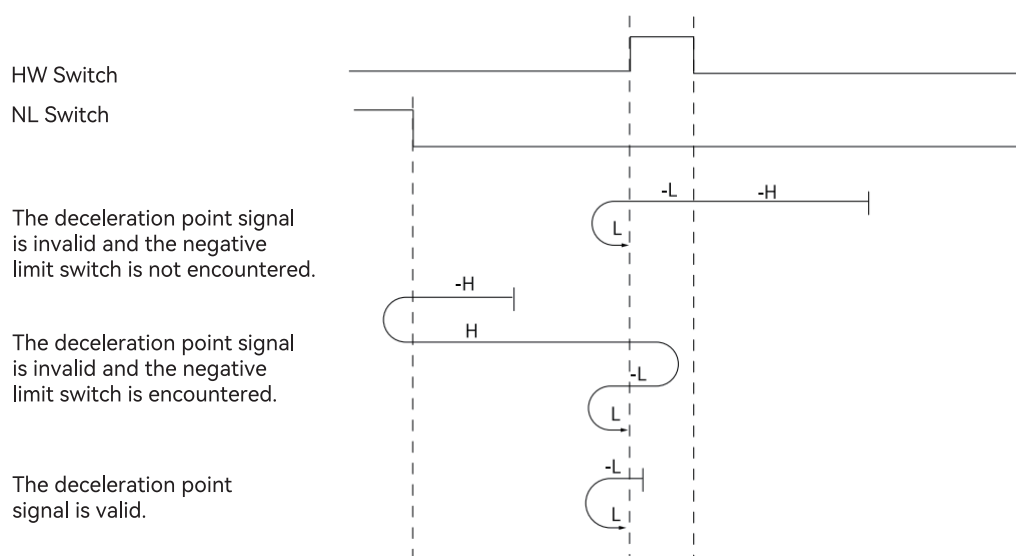 HW Switch
NL Switch
-L
-H
The deceleration point signal
is invalid and the negative
limit switch is not encountered.
L
-H
H
The deceleration point signal
is invalid and the negative
limit switch is encountered.
-L
L
-L
The deceleration point
signal is valid.
L